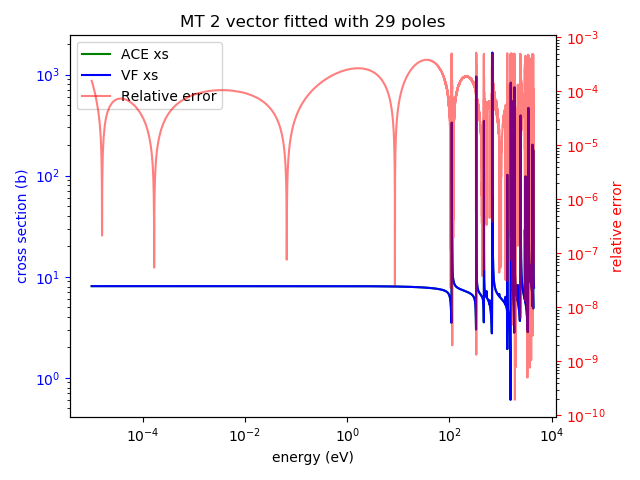 MT 2 vector fitted with 29 poles
ACE xs
VF xs
Relative error
cross section (b)
10^3
10^2
10^1
10^0
10^-3
10^-4
10^-5
10^-6
10^-7
10^-8
10^-9
10^-10
relative error
10^-4 10^-2 10^0 10^2 10^4
energy (eV)